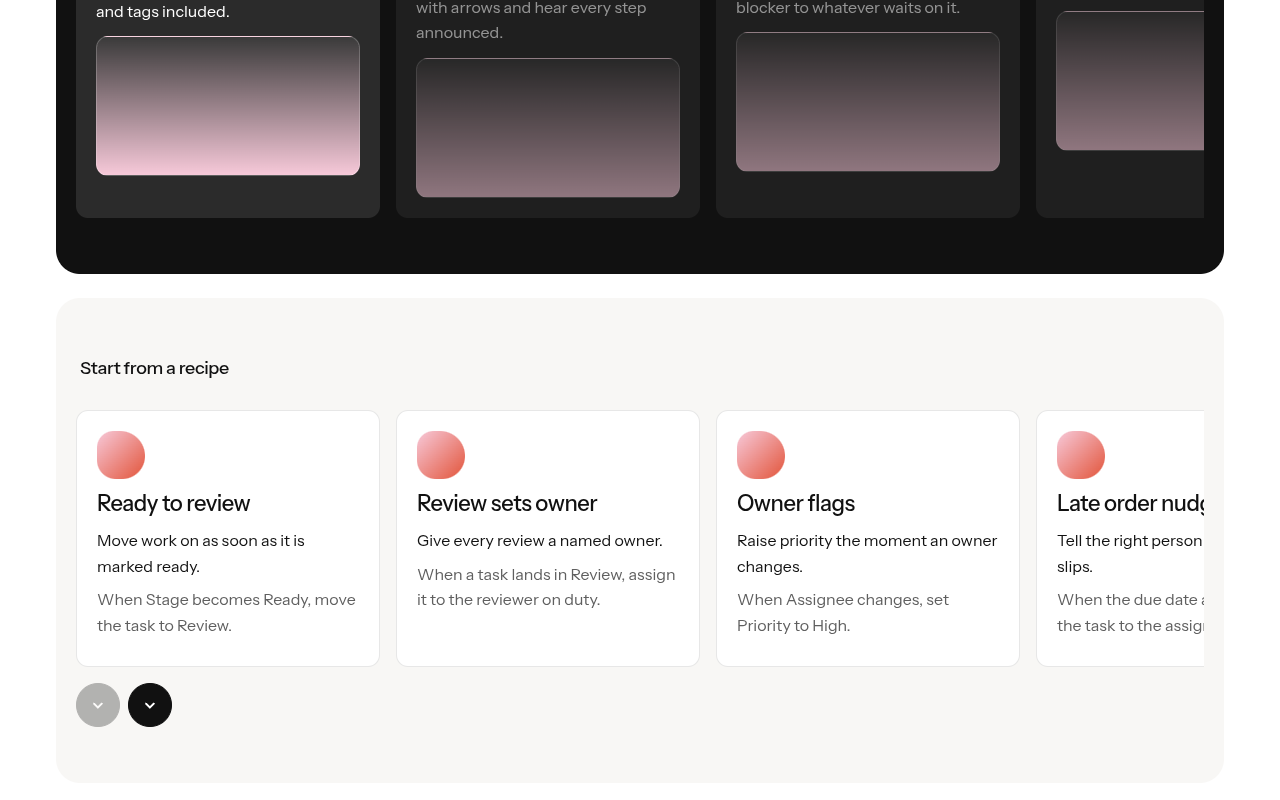 and tags included.
with arrows and hear every step
announced.
blocker to whatever waits on it.
Start from a recipe
Ready to review
Move work on as soon as it is
marked ready.
When Stage becomes Ready, move
the task to Review.
Review sets owner
Give every review a named owner.
When a task lands in Review, assign
it to the reviewer on duty.
Owner flags
Raise priority the moment an owner
changes.
When Assignee changes, set
Priority to High.
Late order
Tell the right person
slips.
When the due date
the task to the